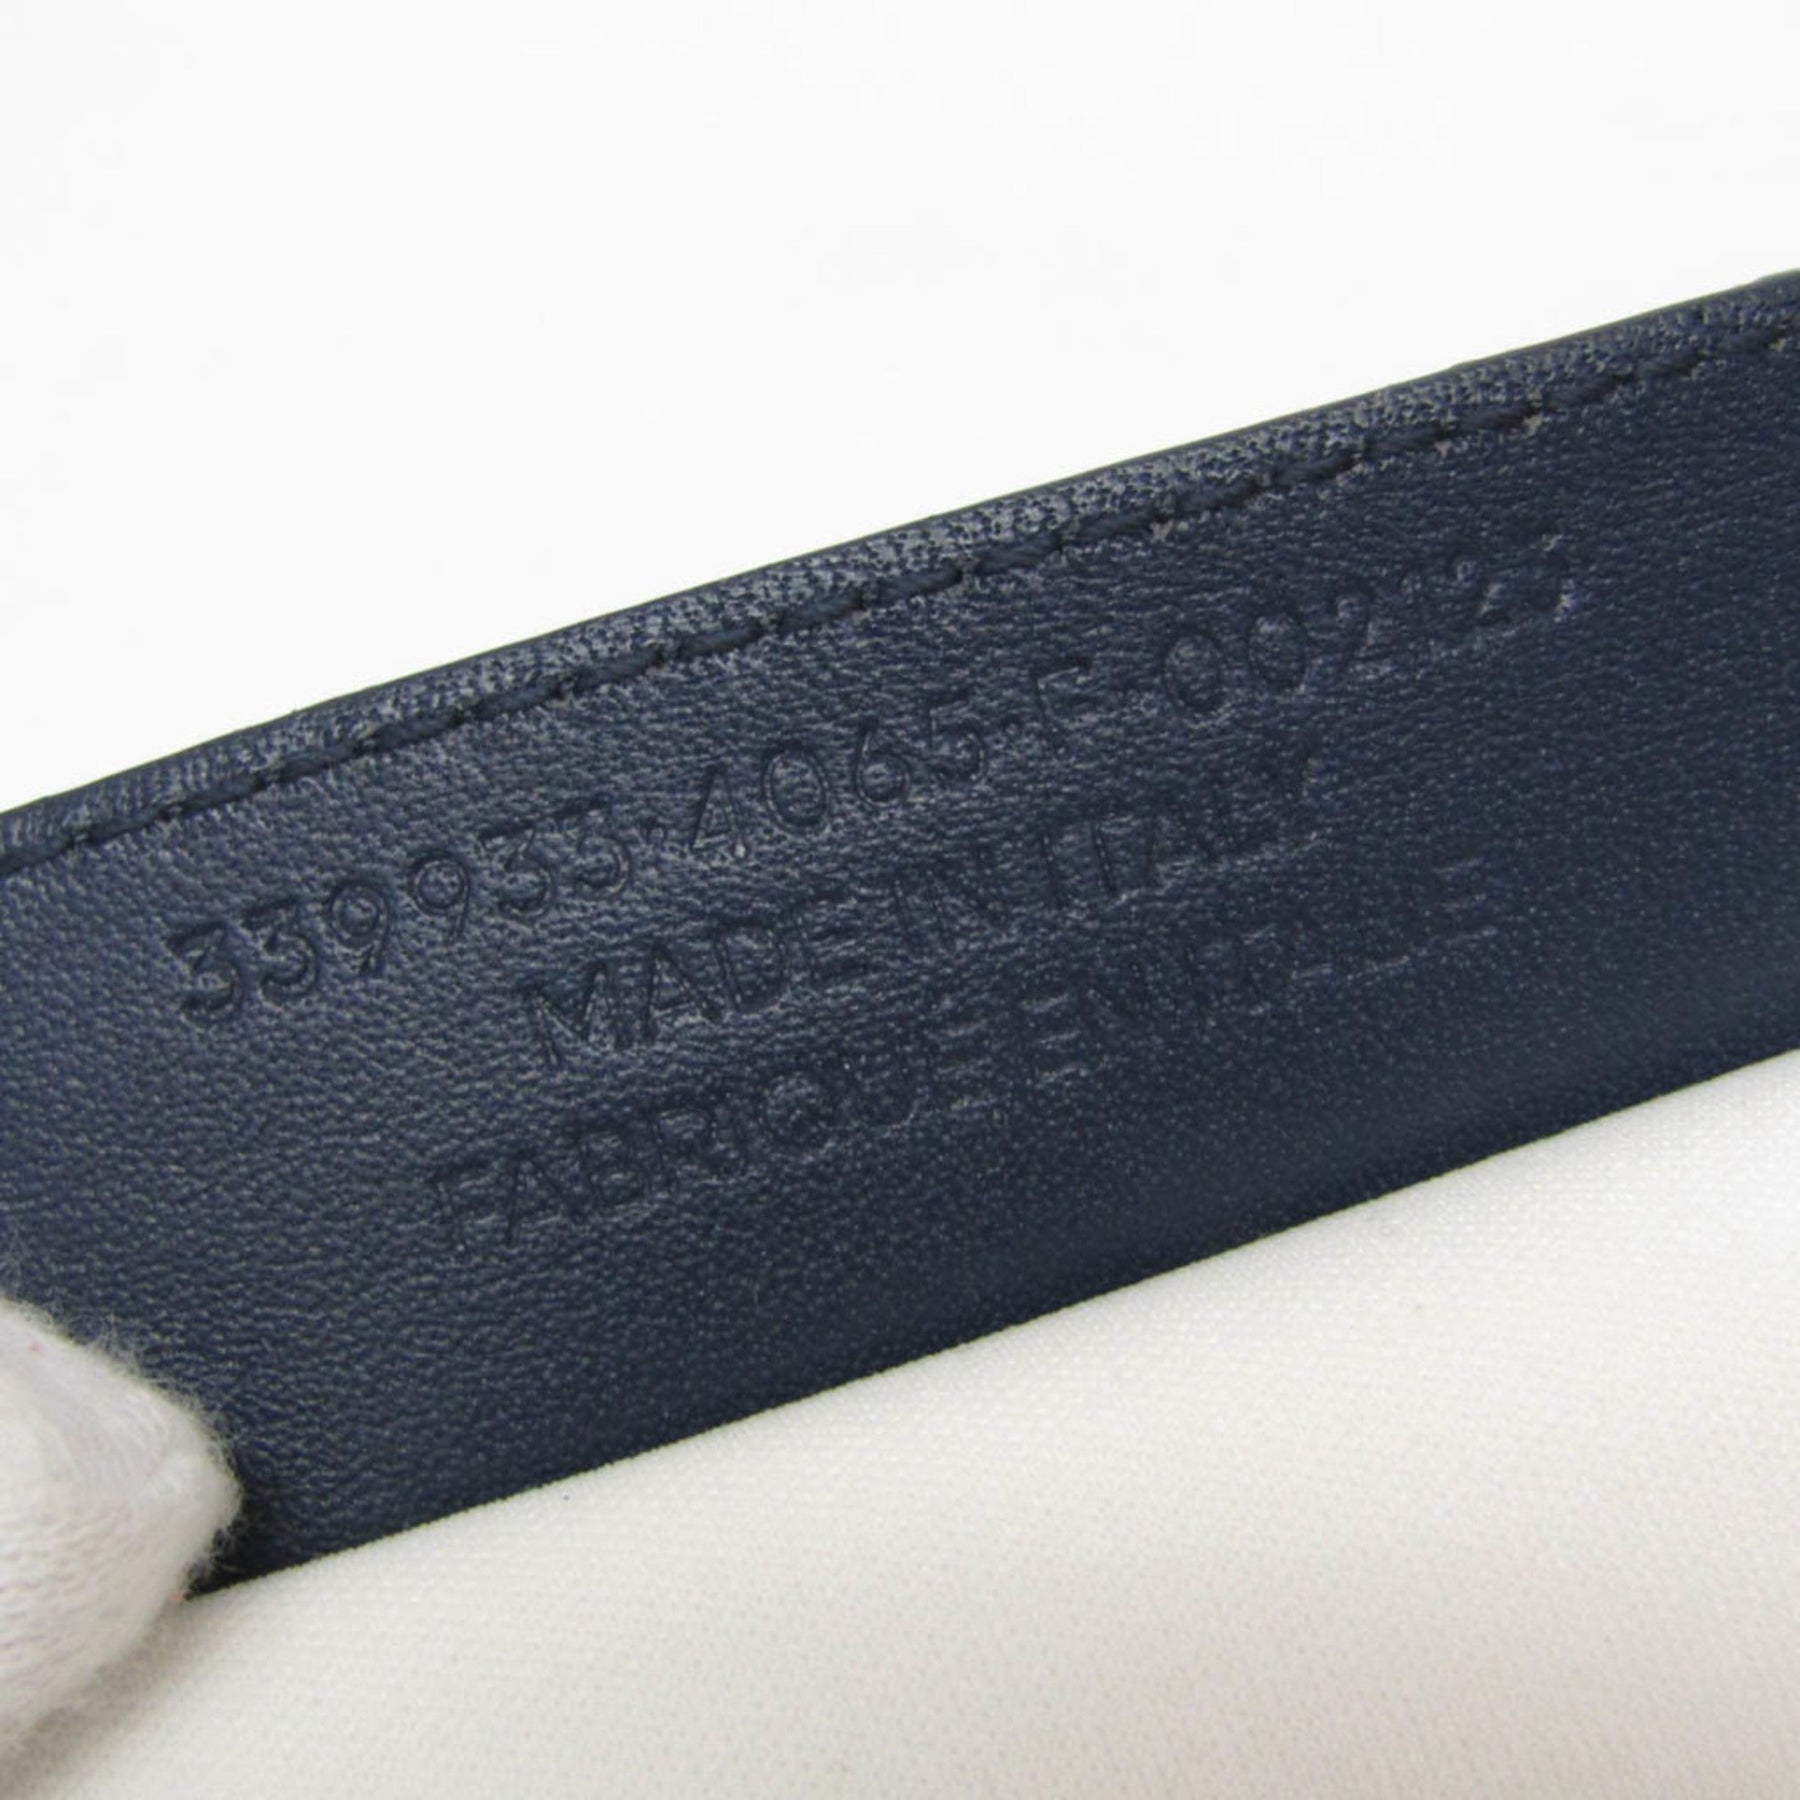 339933·4065·F·002123
MADE IN ITALY
FABRIQUE EN ITALIE